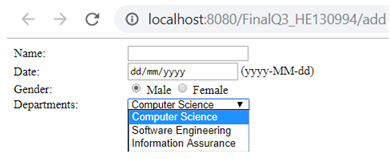 localhost:8080/FinalQ3_HE130994/add
Name:
Date: dd/mm/yyyy (yyyy-MM-dd)
Gender: Male Female
Departments: Computer Science
Computer Science
Software Engineering
Information Assurance